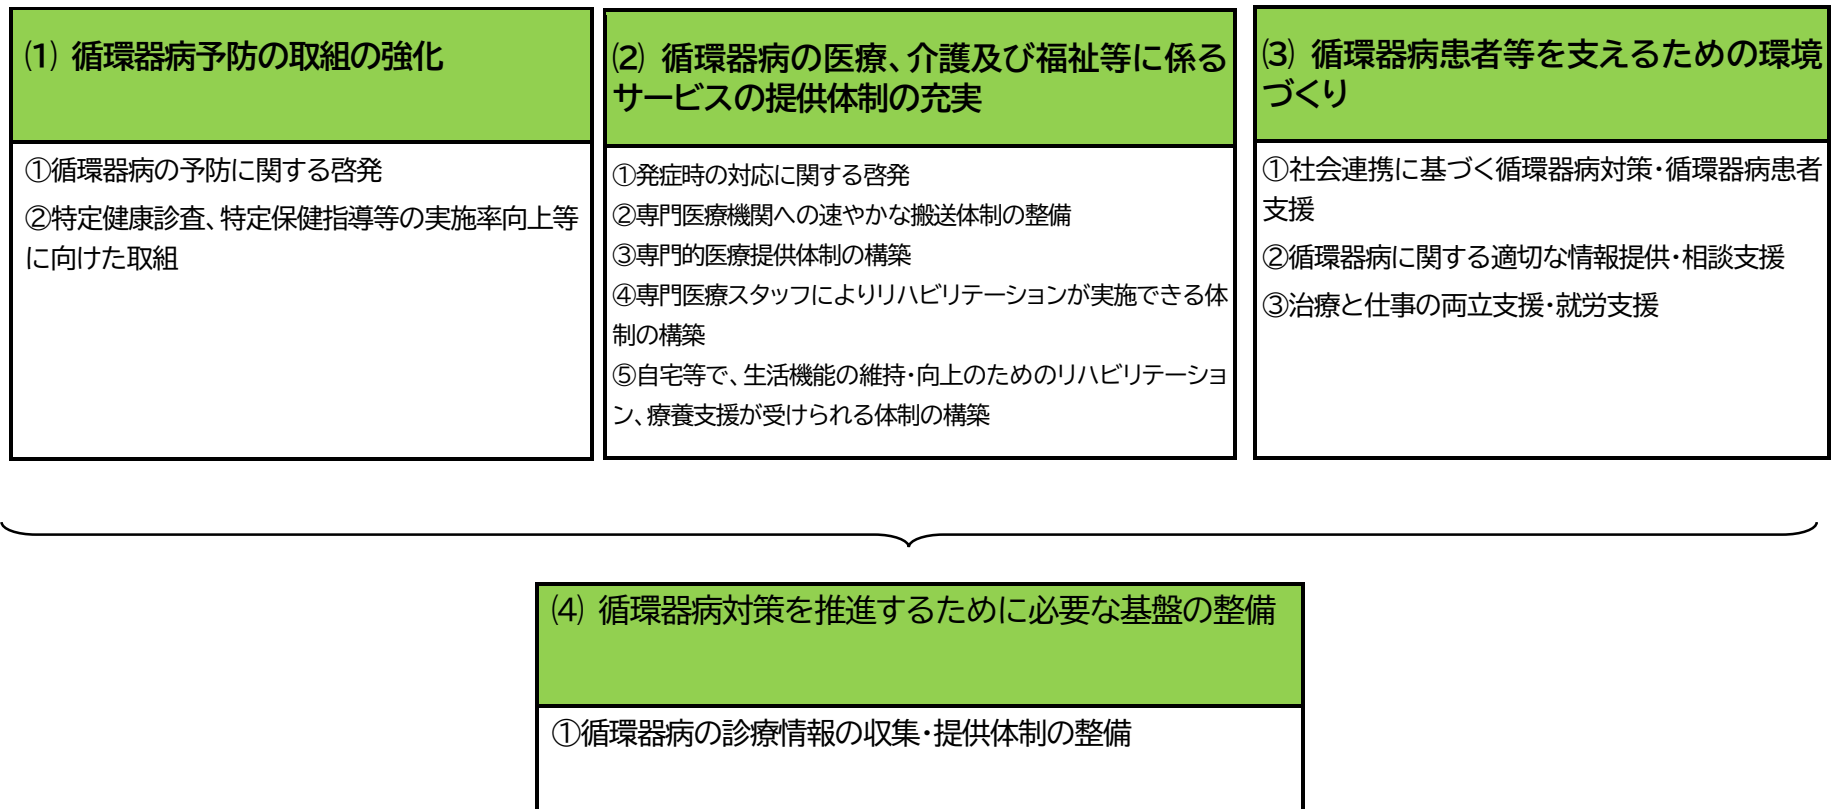 ⑴ 循環器病予防の取組の強化
①循環器病の予防に関する啓発
②特定健康診査、特定保健指導等の実施率向上等
に向けた取組
⑵ 循環器病の医療、介護及び福祉等に係る
サービスの提供体制の充実
①発症時の対応に関する啓発
②専門医療機関への速やかな搬送体制の整備
③専門的医療提供体制の構築
④専門医療スタッフによりリハビリテーションが実施できる体
制の構築
⑤自宅等で、生活機能の維持・向上のためのリハビリテーショ
ン、療養支援が受けられる体制の構築
⑶ 循環器病患者等を支えるための環境
づくり
①社会連携に基づく循環器病対策・循環器病患者
支援
②循環器病に関する適切な情報提供・相談支援
③治療と仕事の両立支援・就労支援
⑷ 循環器病対策を推進するために必要な基盤の整備
①循環器病の診療情報の収集・提供体制の整備